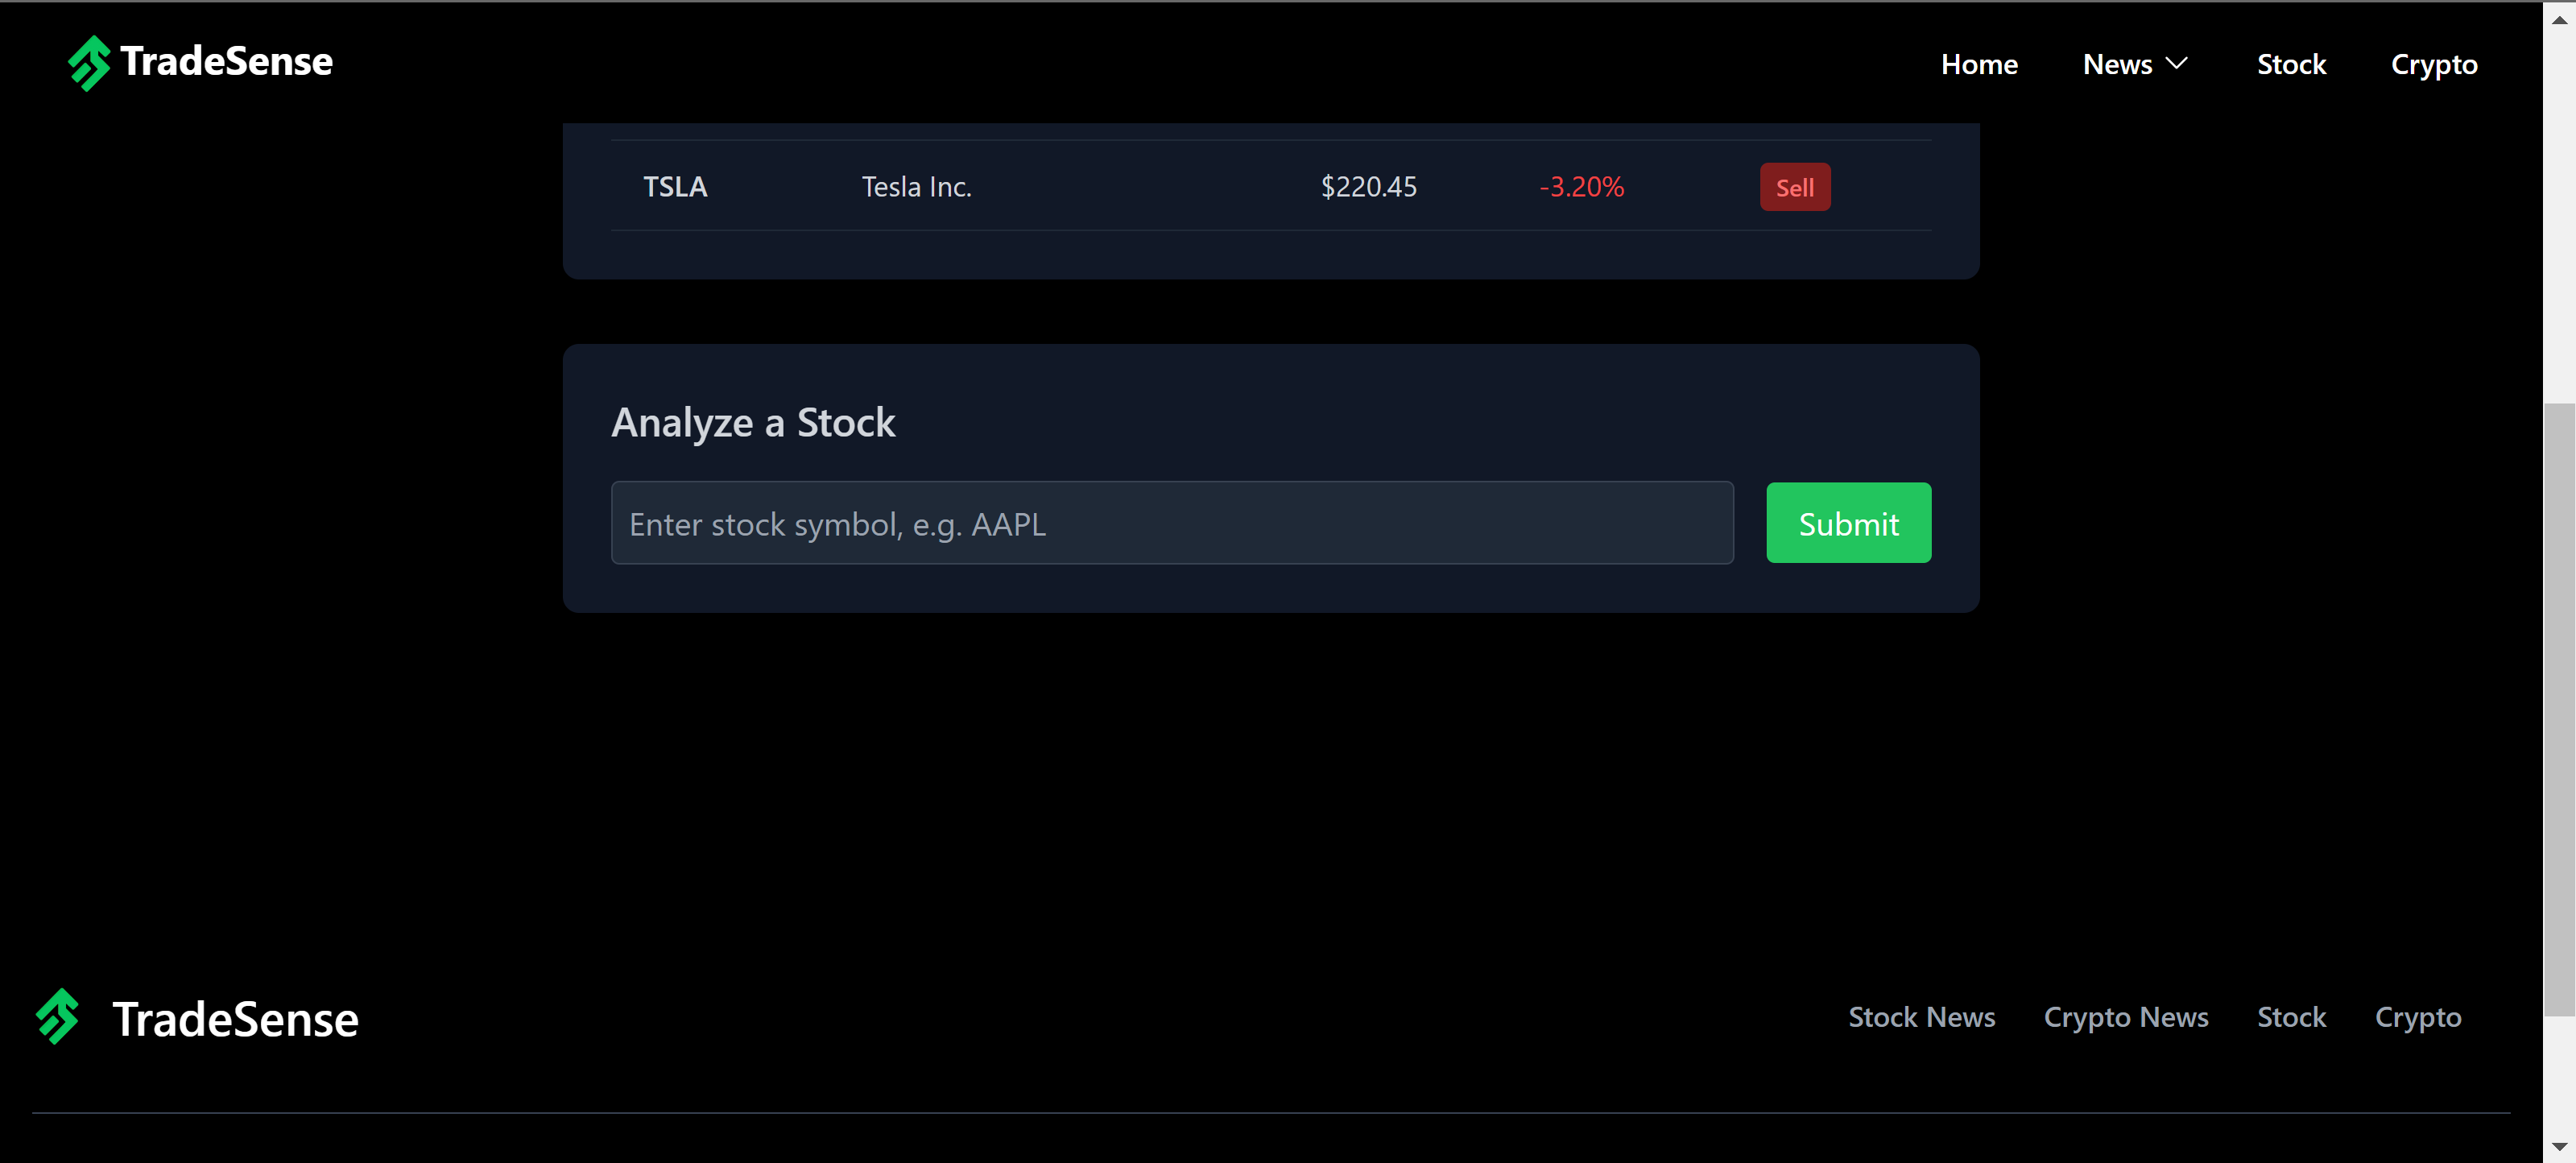 TradeSense
Home News Stock Crypto
TSLA Tesla Inc. $220.45 -3.20% Sell
Analyze a Stock
Enter stock symbol, e.g. AAPL Submit
TradeSense
Stock News Crypto News Stock Crypto